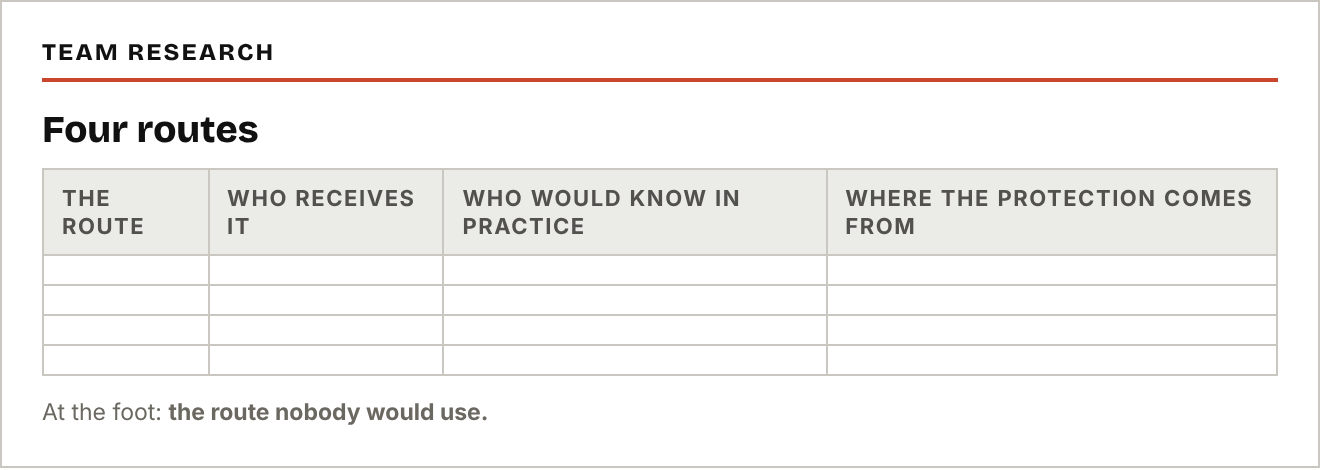 TEAM RESEARCH
Four routes
THE ROUTE
WHO RECEIVES IT
WHO WOULD KNOW IN PRACTICE
WHERE THE PROTECTION COMES FROM
At the foot: the route nobody would use.